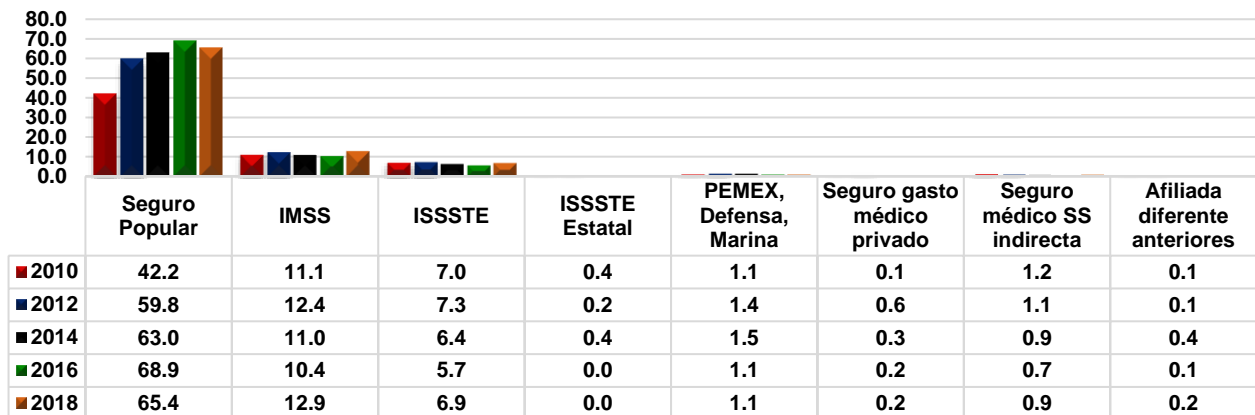 80.0
70.0
60.0
50.0
40.0
30.0
20.0
10.0
0.0
Seguro Popular IMSS ISSSTE ISSSTE Estatal PEMEX, Defensa, Marina Seguro gasto médico privado Seguro médico SS indirecta Afiliada diferente anteriores
2010 42.2 11.1 7.0 0.4 1.1 0.1 1.2 0.1
2012 59.8 12.4 7.3 0.2 1.4 0.6 1.1 0.1
2014 63.0 11.0 6.4 0.4 1.5 0.3 0.9 0.4
2016 68.9 10.4 5.7 0.0 1.1 0.2 0.7 0.1
2018 65.4 12.9 6.9 0.0 1.1 0.2 0.9 0.2